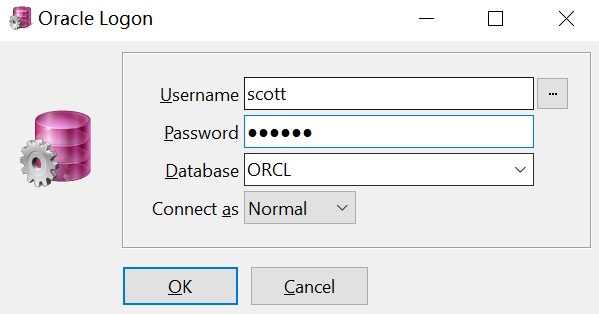 Oracle Logon
Username scott ...
Password ●●●●●●
Database ORCL
Connect as Normal
OK Cancel